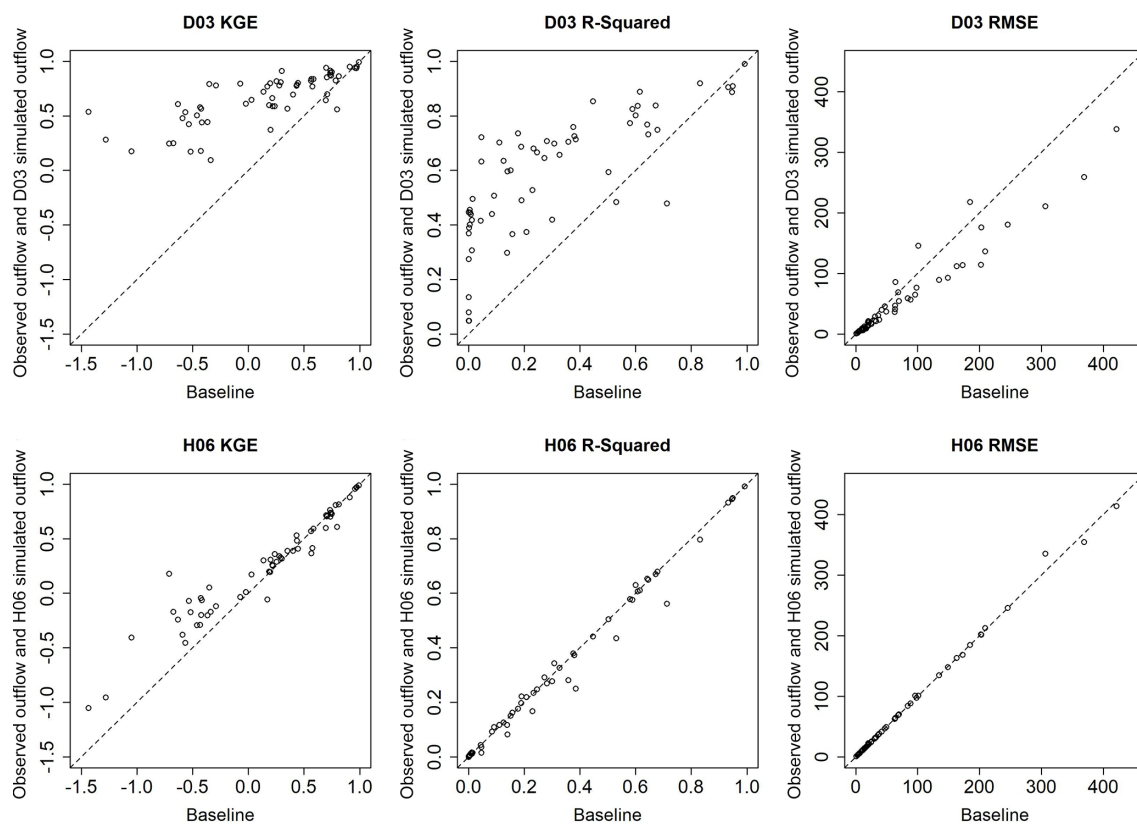 D03 KGE
D03 R-Squared
D03 RMSE
Observed outflow and D03 simulated outflow
1.0
0.5
0.0
-0.5
-1.0
-1.5
-1.5 -1.0 -0.5 0.0 0.5 1.0
Baseline
Observed outflow and D03 simulated outflow
1.0
0.8
0.6
0.4
0.2
0.0
0.0 0.2 0.4 0.6 0.8 1.0
Baseline
Observed outflow and D03 simulated outflow
400
300
200
100
0
0 100 200 300 400
Baseline
H06 KGE
H06 R-Squared
H06 RMSE
Observed outflow and H06 simulated outflow
1.0
0.5
0.0
-0.5
-1.0
-1.5
-1.5 -1.0 -0.5 0.0 0.5 1.0
Baseline
Observed outflow and H06 simulated outflow
1.0
0.8
0.6
0.4
0.2
0.0
0.0 0.2 0.4 0.6 0.8 1.0
Baseline
Observed outflow and H06 simulated outflow
400
300
200
100
0
0 100 200 300 400
Baseline